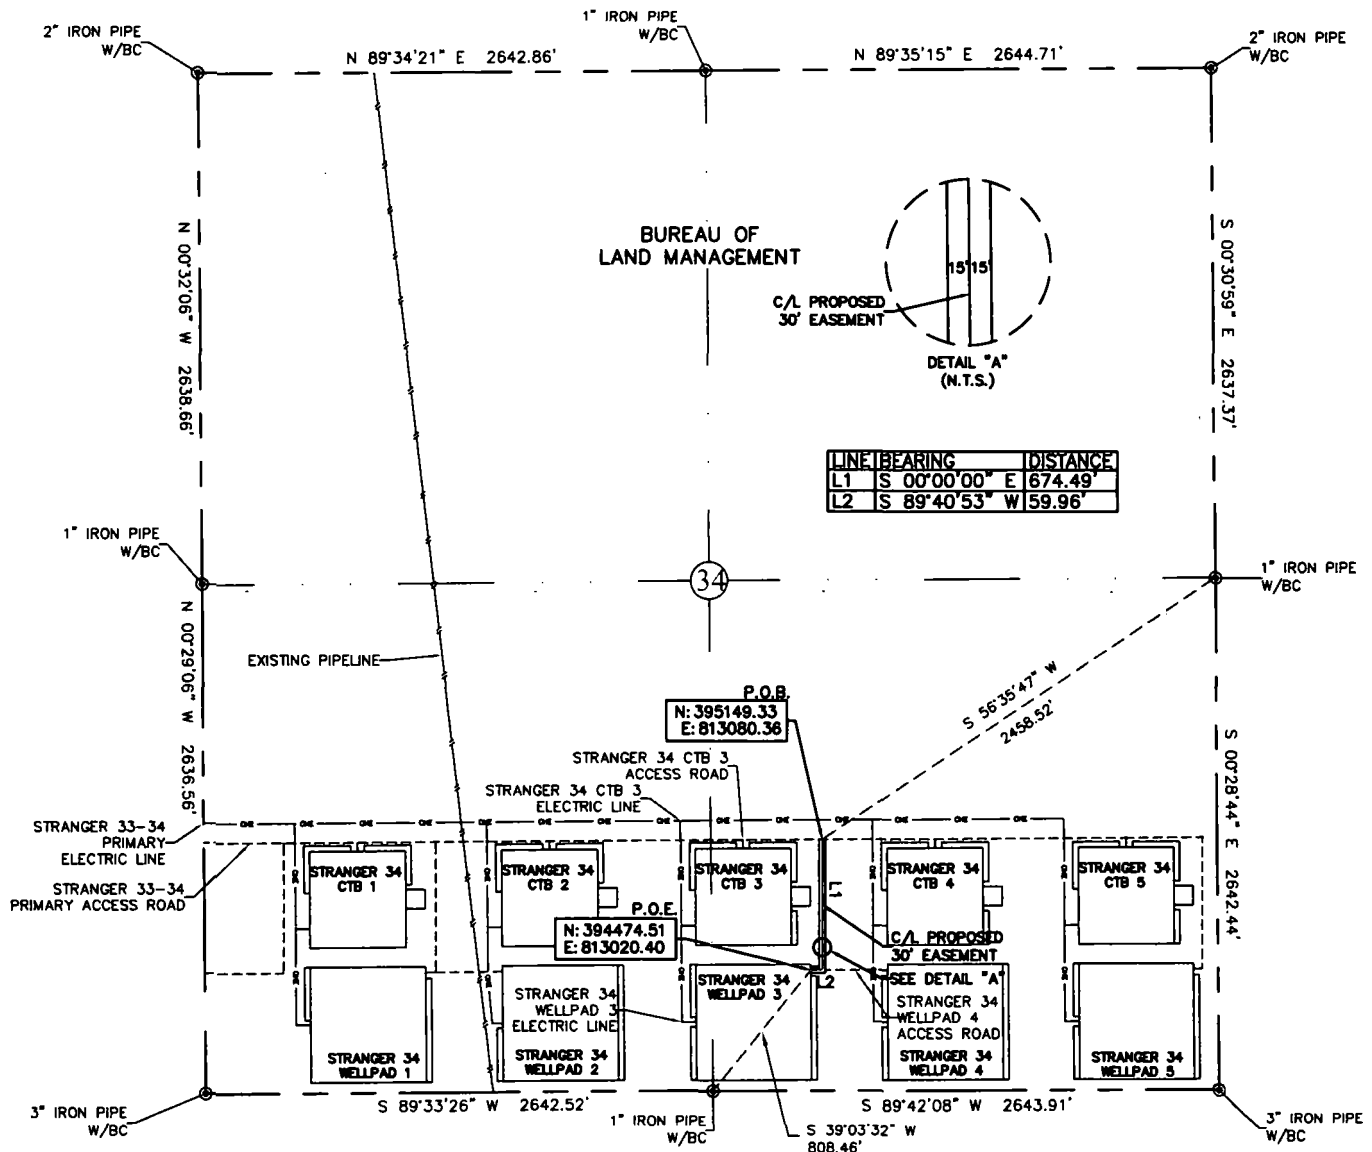 2" IRON PIPE
W/BC
N 89°34'21" E 2642.86'
1" IRON PIPE
W/BC
N 89°35'15" E 2644.71'
2" IRON PIPE
W/BC
N 00°32'06" W 2638.66'
BUREAU OF
LAND MANAGEMENT
15' 15'
C/L PROPOSED
30' EASEMENT
DETAIL "A"
(N.T.S.)
S 00°30'59" E 2637.37'
LINE BEARING DISTANCE
L1 S 00°00'00" E 674.49'
L2 S 89°40'53" W 59.96'
1" IRON PIPE
W/BC
34
1" IRON PIPE
W/BC
N 00°29'06" W 2636.56'
EXISTING PIPELINE
S 56°35'47" W
2458.52'
P.O.B.
N: 395149.33
E: 813080.36
S 00°28'44" E 2642.44'
STRANGER 34 CTB 3
ACCESS ROAD
STRANGER 34 CTB 3
ELECTRIC LINE
STRANGER 33-34
PRIMARY
ELECTRIC LINE
OHE OHE OHE OHE OHE OHE OHE OHE OHE OHE
STRANGER 33-34
PRIMARY ACCESS ROAD
STRANGER 34
CTB 1
STRANGER 34
CTB 2
STRANGER 34
CTB 3
STRANGER 34
CTB 4
STRANGER 34
CTB 5
L1
P.O.E.
N: 394474.51
E: 813020.40
C/L PROPOSED
30' EASEMENT
SEE DETAIL "A"
L2
STRANGER 34
WELLPAD 3
ELECTRIC LINE
STRANGER 34
WELLPAD 3
STRANGER 34
WELLPAD 4
ACCESS ROAD
STRANGER 34
WELLPAD 1
STRANGER 34
WELLPAD 2
STRANGER 34
WELLPAD 4
STRANGER 34
WELLPAD 5
3" IRON PIPE
W/BC
S 89°33'26" W 2642.52'
1" IRON PIPE
W/BC
S 39°03'32" W
808.46'
S 89°42'08" W 2643.91'
3" IRON PIPE
W/BC